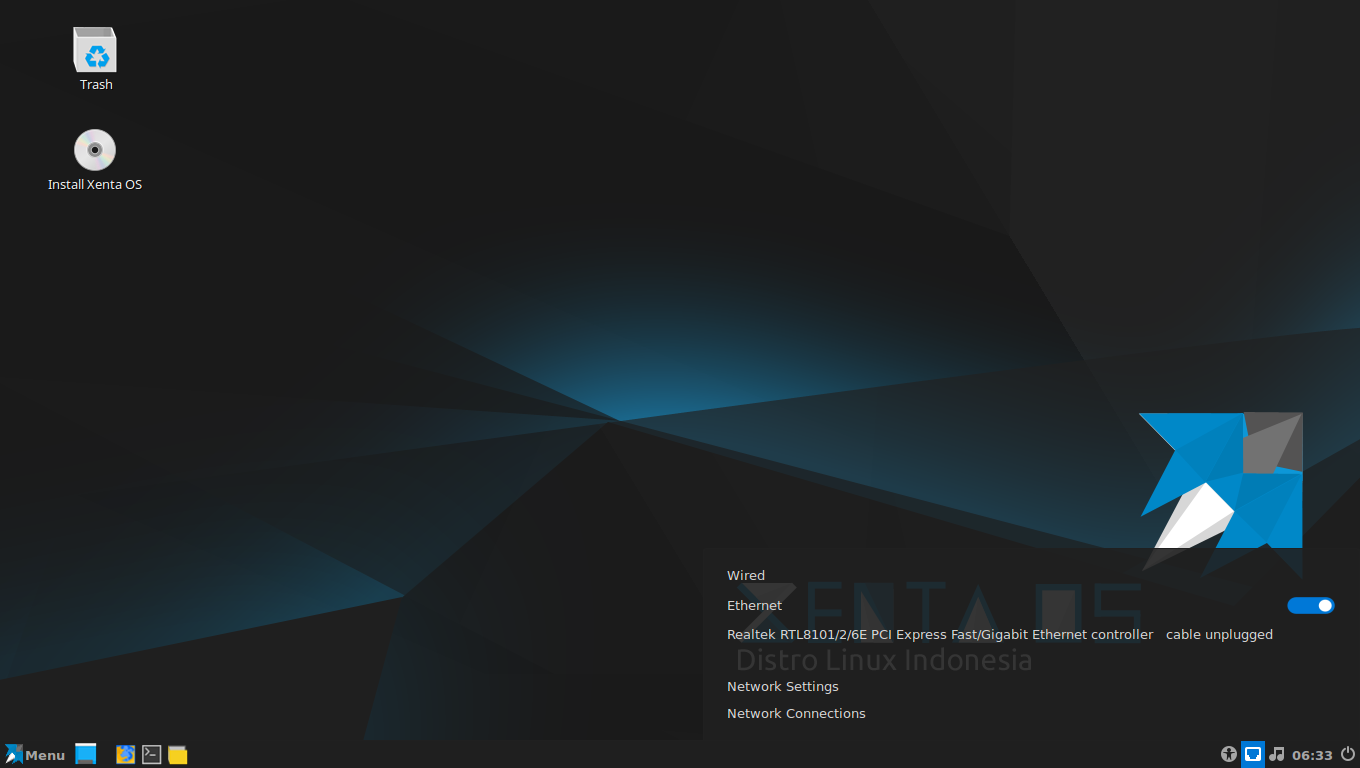 Trash
Install Xenta OS
Wired
XENTA OS
Ethernet
Realtek RTL8101/2/6E PCI Express Fast/Gigabit Ethernet controller cable unplugged
Distro Linux Indonesia
Network Settings
Network Connections
Menu
06:33